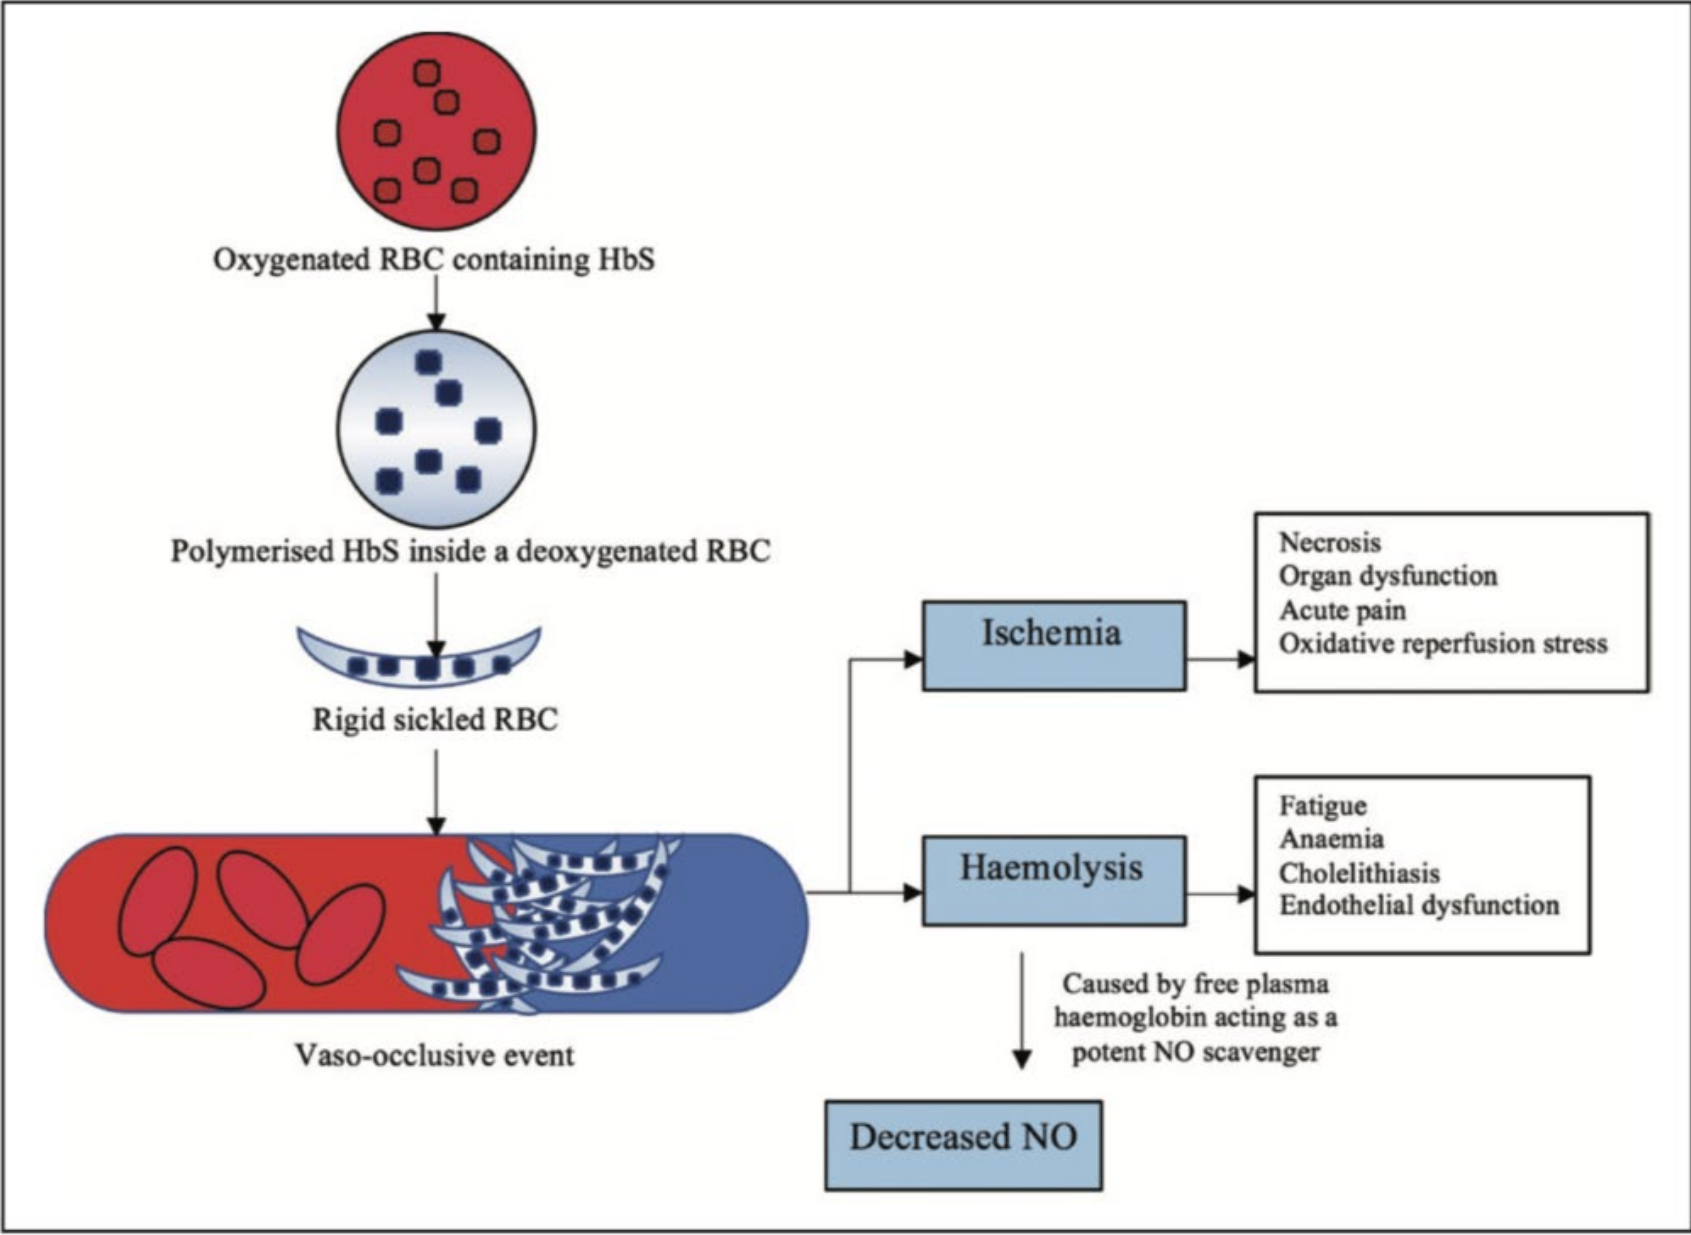 Oxygenated RBC containing HbS
Polymerised HbS inside a deoxygenated RBC
Rigid sickled RBC
Vaso-occlusive event
Ischemia
Necrosis
Organ dysfunction
Acute pain
Oxidative reperfusion stress
Haemolysis
Fatigue
Anaemia
Cholelithiasis
Endothelial dysfunction
Caused by free plasma
haemoglobin acting as a
potent NO scavenger
Decreased NO